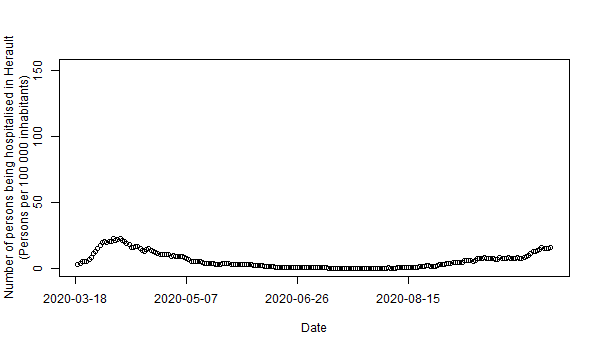 Number of persons being hospitalised in Herault
(Persons per 100 000 inhabitants)
150
100
50
0
2020-03-18 2020-05-07 2020-06-26 2020-08-15
Date